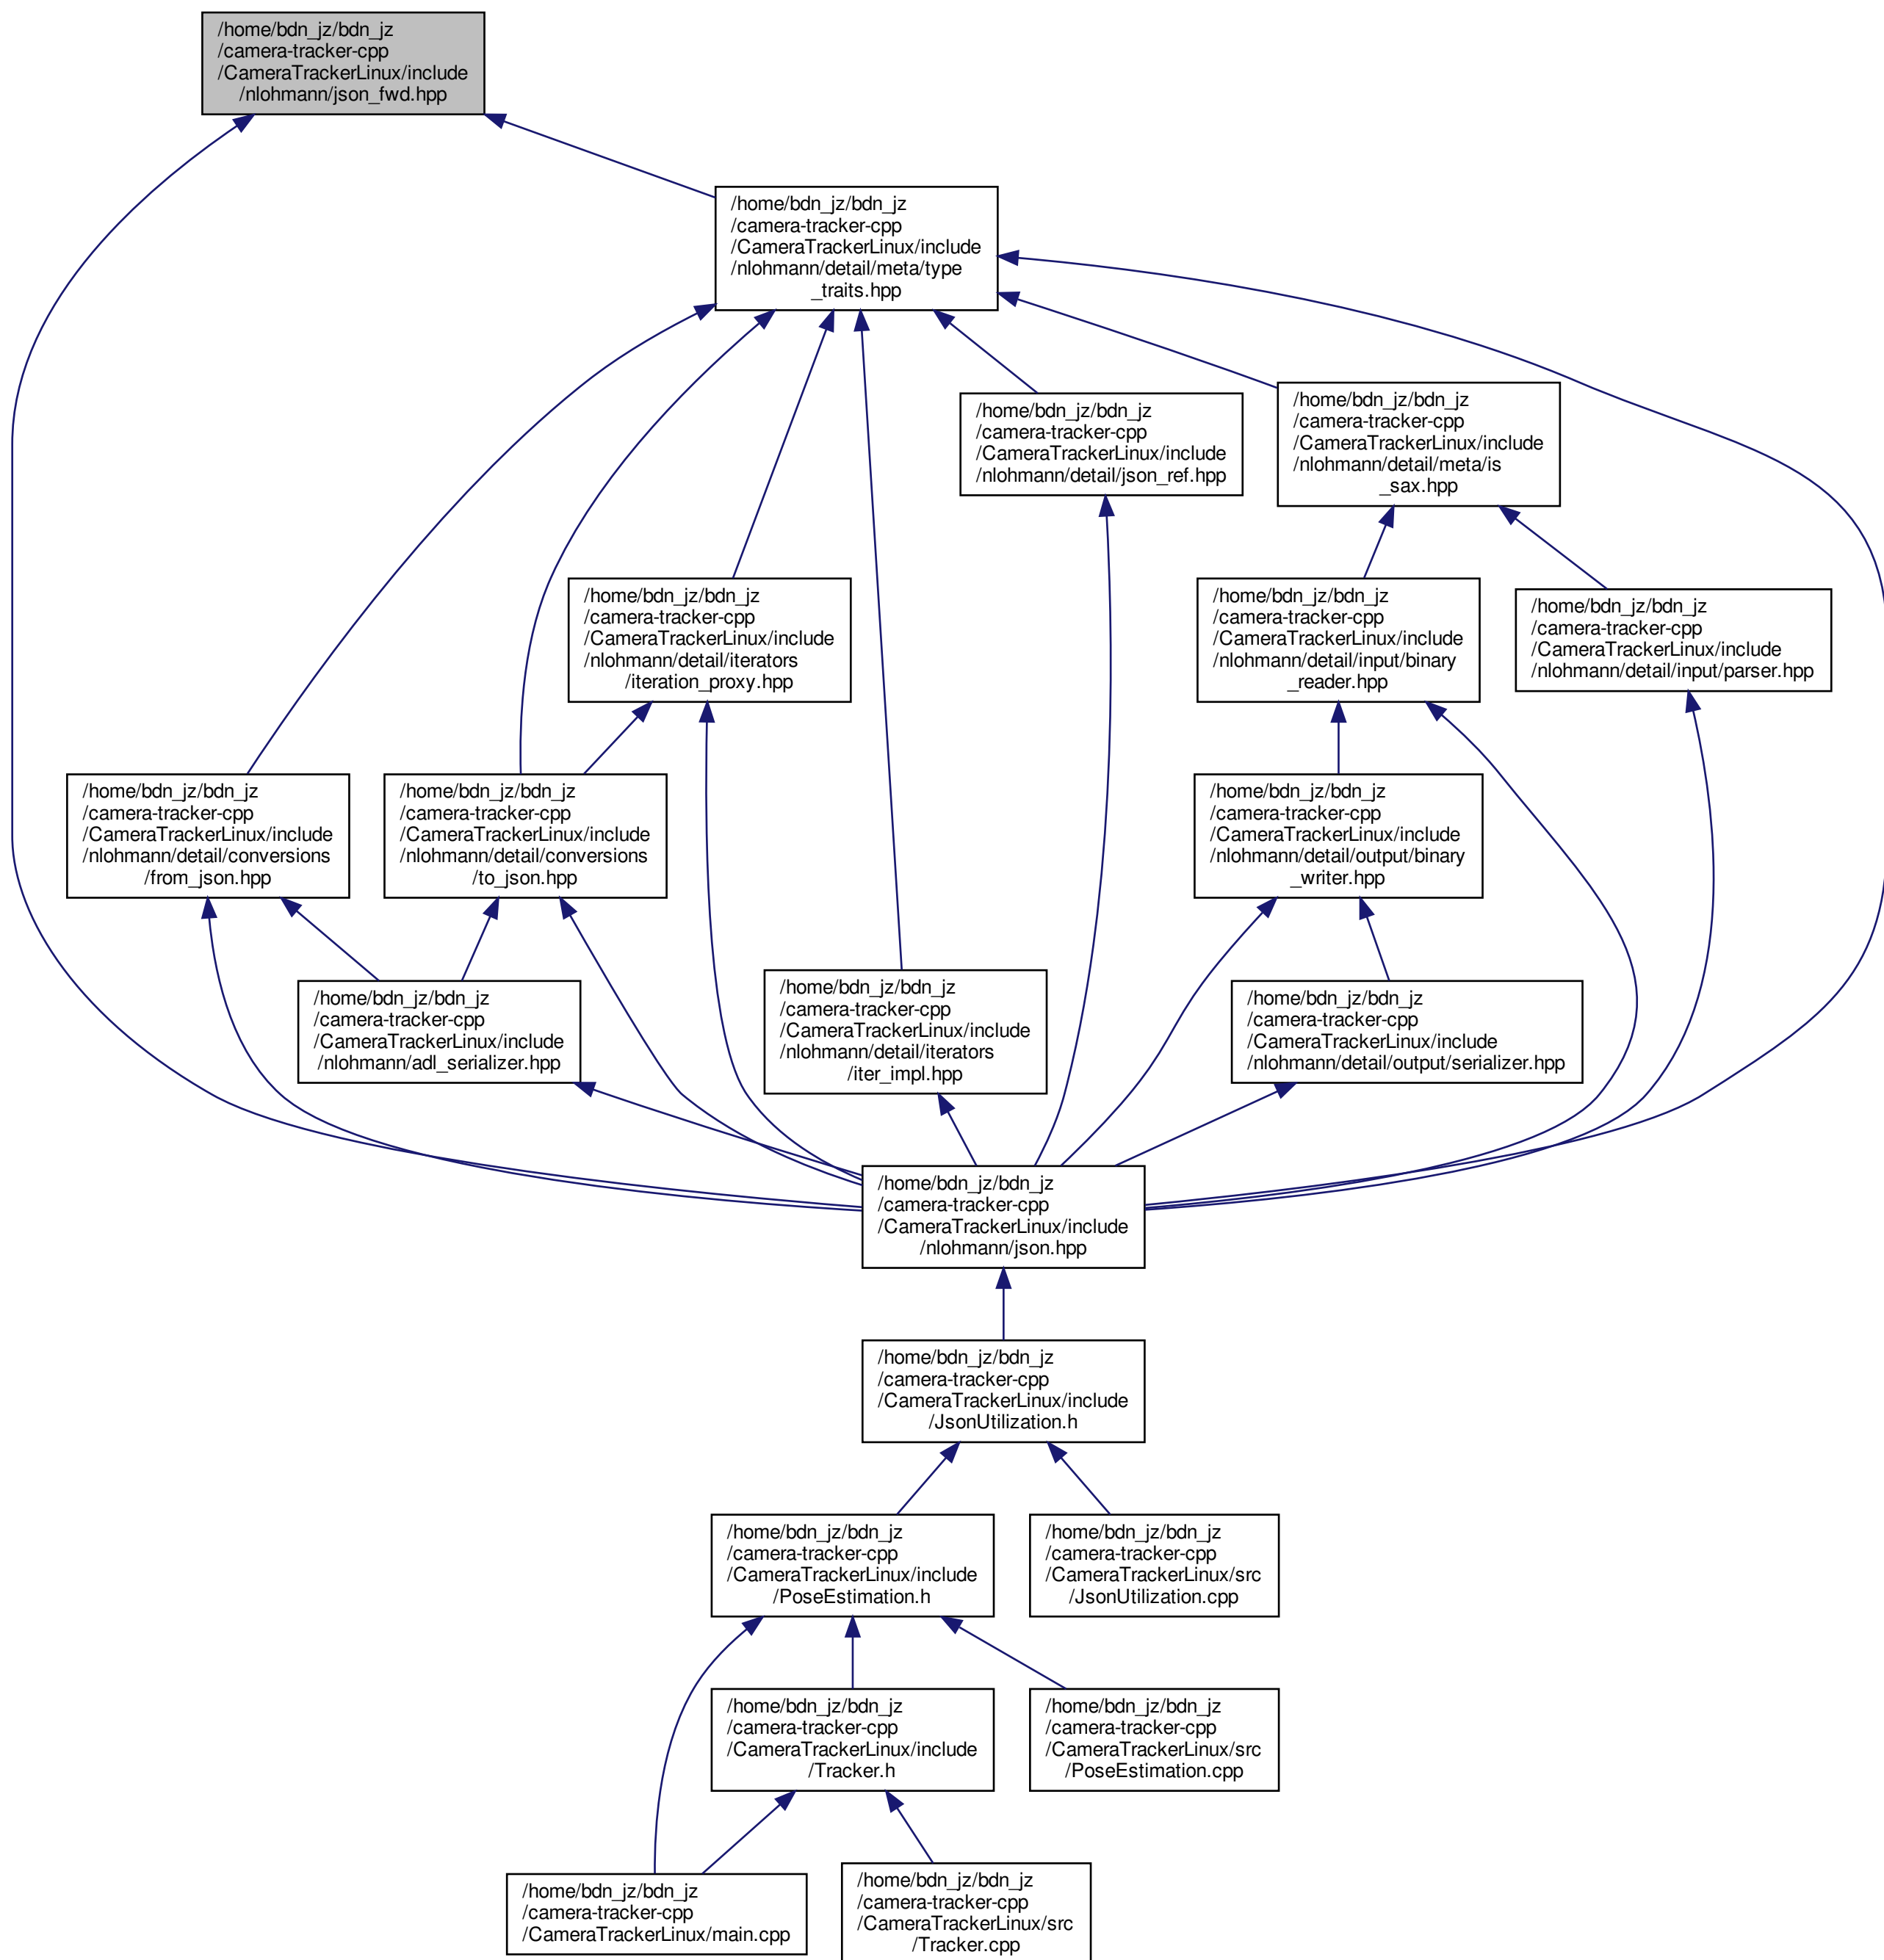 /home/bdn_jz/bdn_jz
/camera-tracker-cpp
/CameraTrackerLinux/include
/nlohmann/json_fwd.hpp
/home/bdn_jz/bdn_jz
/camera-tracker-cpp
/CameraTrackerLinux/include
/nlohmann/detail/meta/type
_traits.hpp
/home/bdn_jz/bdn_jz
/camera-tracker-cpp
/CameraTrackerLinux/include
/nlohmann/detail/json_ref.hpp
/home/bdn_jz/bdn_jz
/camera-tracker-cpp
/CameraTrackerLinux/include
/nlohmann/detail/meta/is
_sax.hpp
/home/bdn_jz/bdn_jz
/camera-tracker-cpp
/CameraTrackerLinux/include
/nlohmann/detail/iterators
/iteration_proxy.hpp
/home/bdn_jz/bdn_jz
/camera-tracker-cpp
/CameraTrackerLinux/include
/nlohmann/detail/input/binary
_reader.hpp
/home/bdn_jz/bdn_jz
/camera-tracker-cpp
/CameraTrackerLinux/include
/nlohmann/detail/input/parser.hpp
/home/bdn_jz/bdn_jz
/camera-tracker-cpp
/CameraTrackerLinux/include
/nlohmann/detail/conversions
/from_json.hpp
/home/bdn_jz/bdn_jz
/camera-tracker-cpp
/CameraTrackerLinux/include
/nlohmann/detail/conversions
/to_json.hpp
/home/bdn_jz/bdn_jz
/camera-tracker-cpp
/CameraTrackerLinux/include
/nlohmann/detail/output/binary
_writer.hpp
/home/bdn_jz/bdn_jz
/camera-tracker-cpp
/CameraTrackerLinux/include
/nlohmann/adl_serializer.hpp
/home/bdn_jz/bdn_jz
/camera-tracker-cpp
/CameraTrackerLinux/include
/nlohmann/detail/iterators
/iter_impl.hpp
/home/bdn_jz/bdn_jz
/camera-tracker-cpp
/CameraTrackerLinux/include
/nlohmann/detail/output/serializer.hpp
/home/bdn_jz/bdn_jz
/camera-tracker-cpp
/CameraTrackerLinux/include
/nlohmann/json.hpp
/home/bdn_jz/bdn_jz
/camera-tracker-cpp
/CameraTrackerLinux/include
/JsonUtilization.h
/home/bdn_jz/bdn_jz
/camera-tracker-cpp
/CameraTrackerLinux/include
/PoseEstimation.h
/home/bdn_jz/bdn_jz
/camera-tracker-cpp
/CameraTrackerLinux/src
/JsonUtilization.cpp
/home/bdn_jz/bdn_jz
/camera-tracker-cpp
/CameraTrackerLinux/include
/Tracker.h
/home/bdn_jz/bdn_jz
/camera-tracker-cpp
/CameraTrackerLinux/src
/PoseEstimation.cpp
/home/bdn_jz/bdn_jz
/camera-tracker-cpp
/CameraTrackerLinux/main.cpp
/home/bdn_jz/bdn_jz
/camera-tracker-cpp
/CameraTrackerLinux/src
/Tracker.cpp